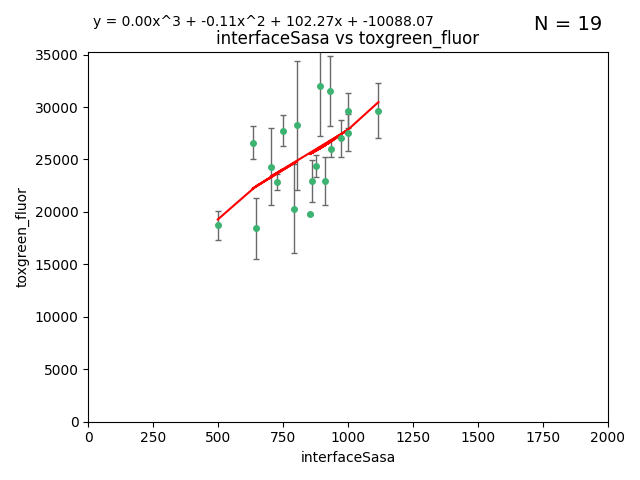 y = 0.00x^3 + -0.11x^2 + 102.27x + -10088.07
N = 19
interfaceSasa vs toxgreen_fluor
35000
30000
25000
20000
15000
10000
5000
0
toxgreen_fluor
0 250 500 750 1000 1250 1500 1750 2000
interfaceSasa